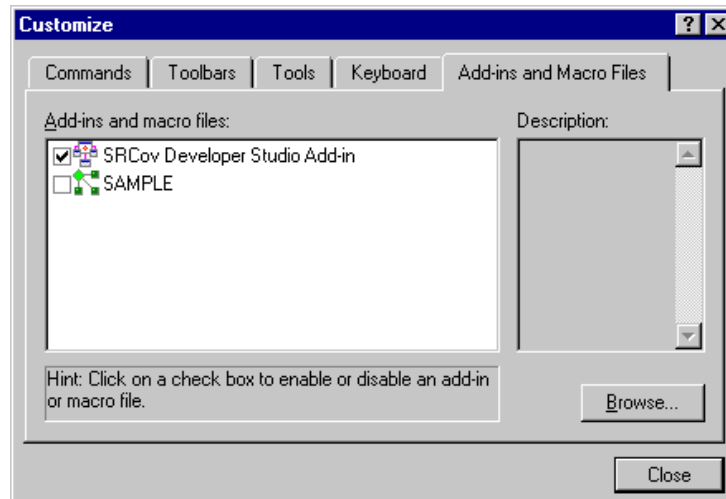 Customize
Commands
Toolbars
Tools
Keyboard
Add-ins and Macro Files
Add-ins and macro files:
Description:
SRCov Developer Studio Add-in
SAMPLE
Hint: Click on a check box to enable or disable an add-in
or macro file.
Browse...
Close